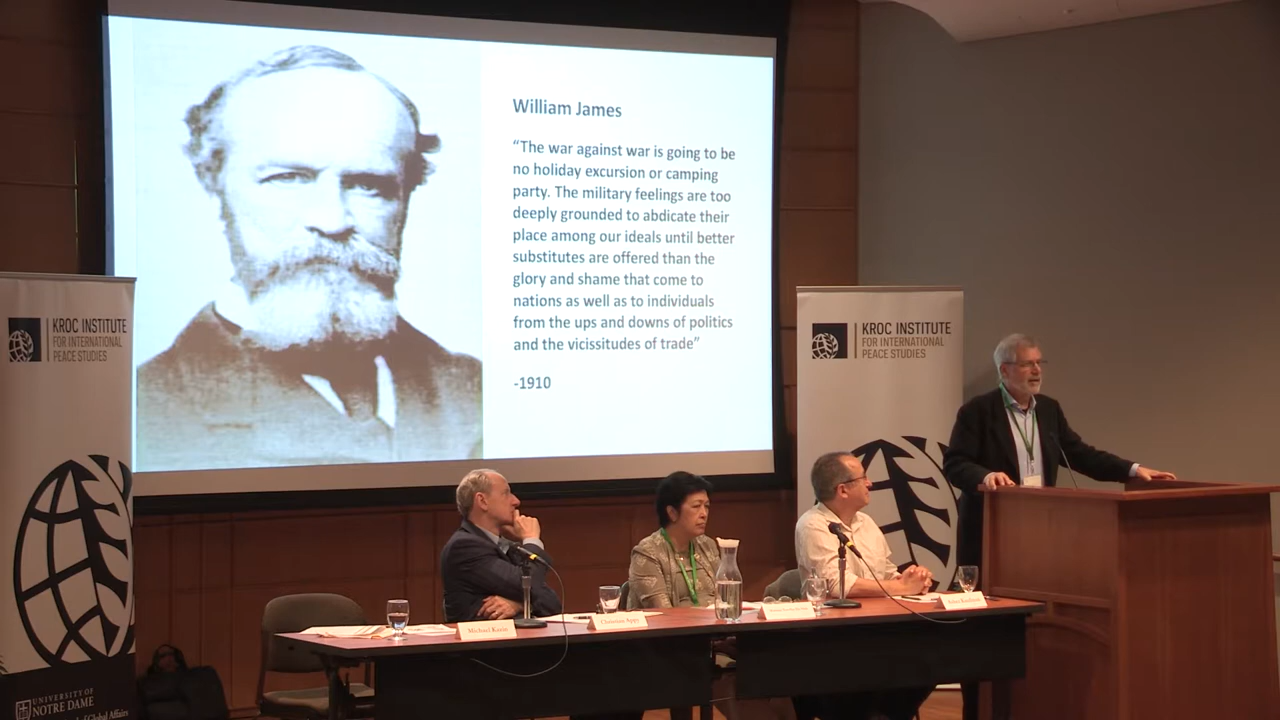 William James
“The war against war is going to be
no holiday excursion or camping
party. The military feelings are too
deeply grounded to abdicate their
place among our ideals until better
substitutes are offered than the
glory and shame that come to
nations as well as to individuals
from the ups and downs of politics
and the vicissitudes of trade”
-1910
KROC INSTITUTE
FOR INTERNATIONAL
PEACE STUDIES
KROC INSTITUTE
FOR INTERNATIONAL
PEACE STUDIES
Michael Kazin
Christian Appy
UNIVERSITY OF
NOTRE DAME
of Global Affairs